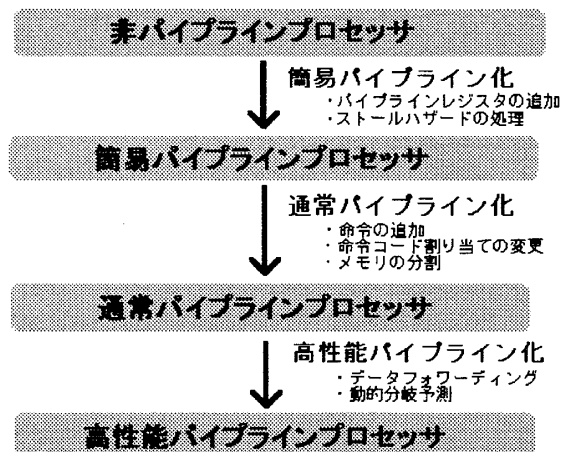 非パイプラインプロセッサ
簡易パイプライン化
・パイプラインレジスタの追加
・ストールハザードの処理
簡易パイプラインプロセッサ
通常パイプライン化
・命令の追加
・命令コード割り当ての変更
・メモリの分割
通常パイプラインプロセッサ
高性能パイプライン化
・データフォワーディング
・動的分岐予測
高性能パイプラインプロセッサ